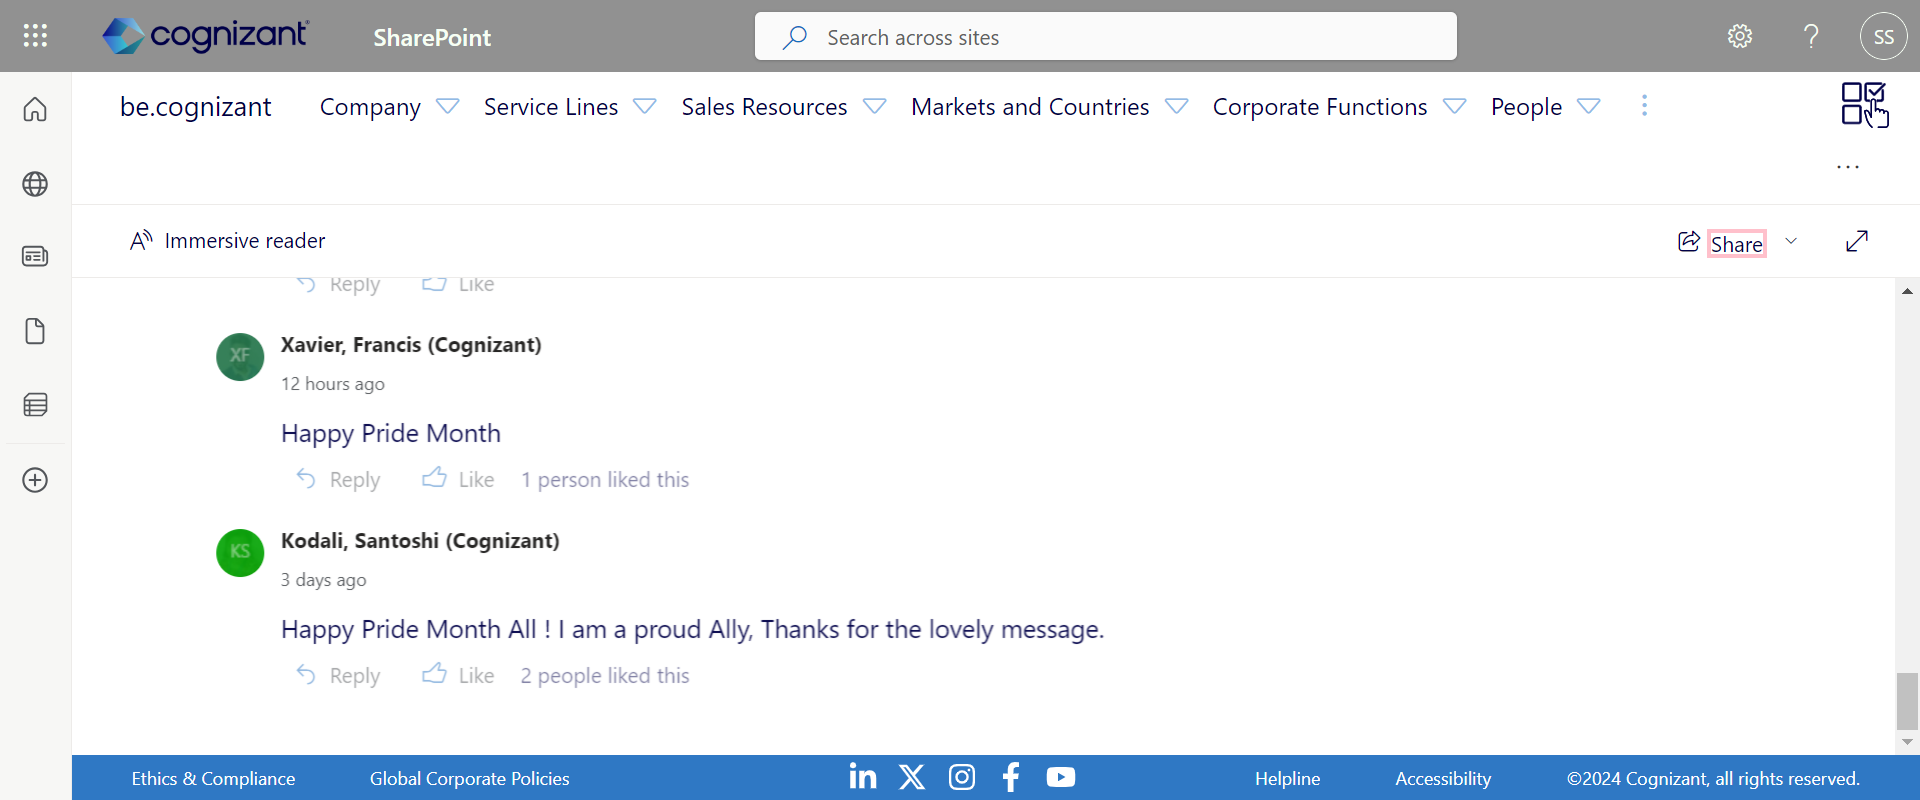 cognizant
SharePoint
Search across sites
?
SS
be.cognizant
Company
Service Lines
Sales Resources
Markets and Countries
Corporate Functions
People
Immersive reader
Share
Reply
Like
XF
Xavier, Francis (Cognizant)
12 hours ago
Happy Pride Month
Reply
Like
1 person liked this
KS
Kodali, Santoshi (Cognizant)
3 days ago
Happy Pride Month All ! I am a proud Ally, Thanks for the lovely message.
Reply
Like
2 people liked this
Ethics & Compliance
Global Corporate Policies
Helpline
Accessibility
©2024 Cognizant, all rights reserved.